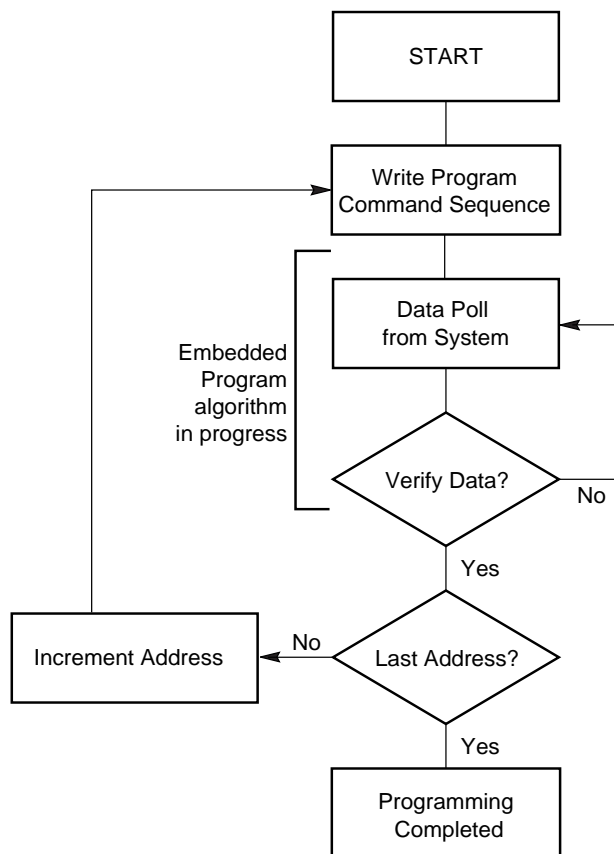 START
Write Program
Command Sequence
Data Poll
from System
Embedded
Program
algorithm
in progress
Verify Data?
No
Yes
Increment Address
No
Last Address?
Yes
Programming
Completed